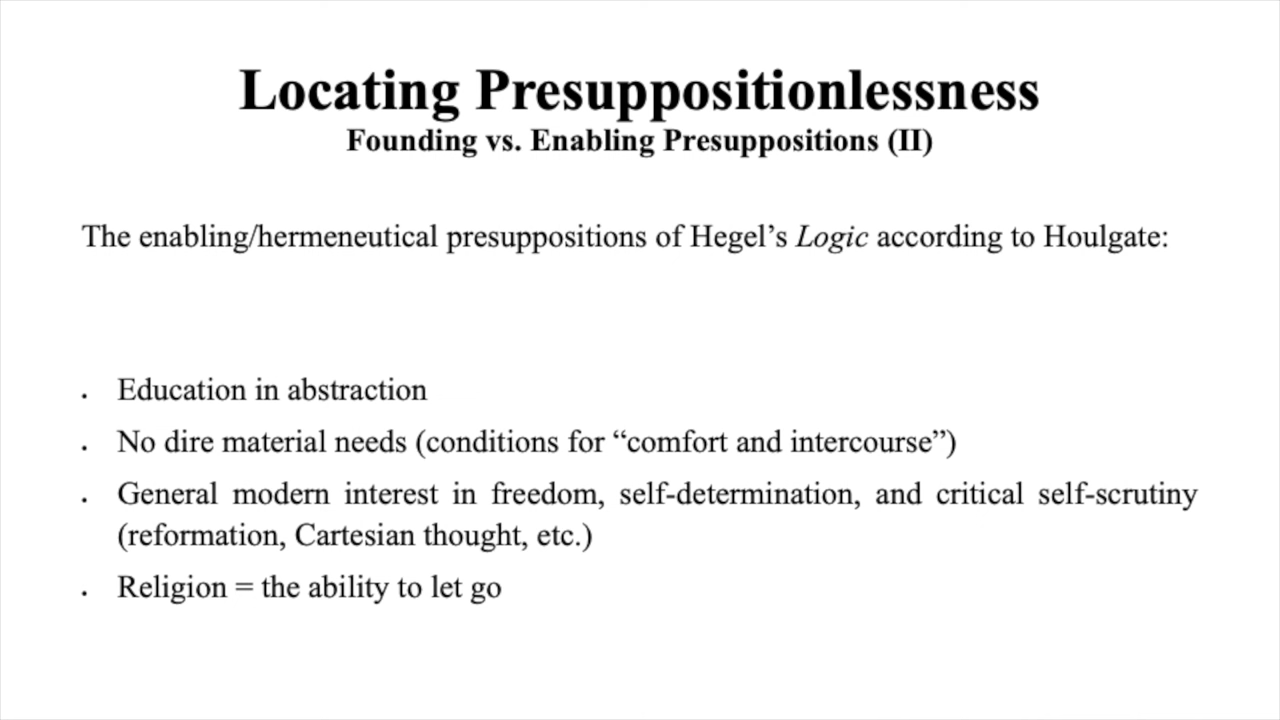 Locating Presuppositionlessness
Founding vs. Enabling Presuppositions (II)
The enabling/hermeneutical presuppositions of Hegel’s Logic according to Houlgate:
. Education in abstraction
. No dire material needs (conditions for “comfort and intercourse”)
. General modern interest in freedom, self-determination, and critical self-scrutiny
(reformation, Cartesian thought, etc.)
. Religion = the ability to let go